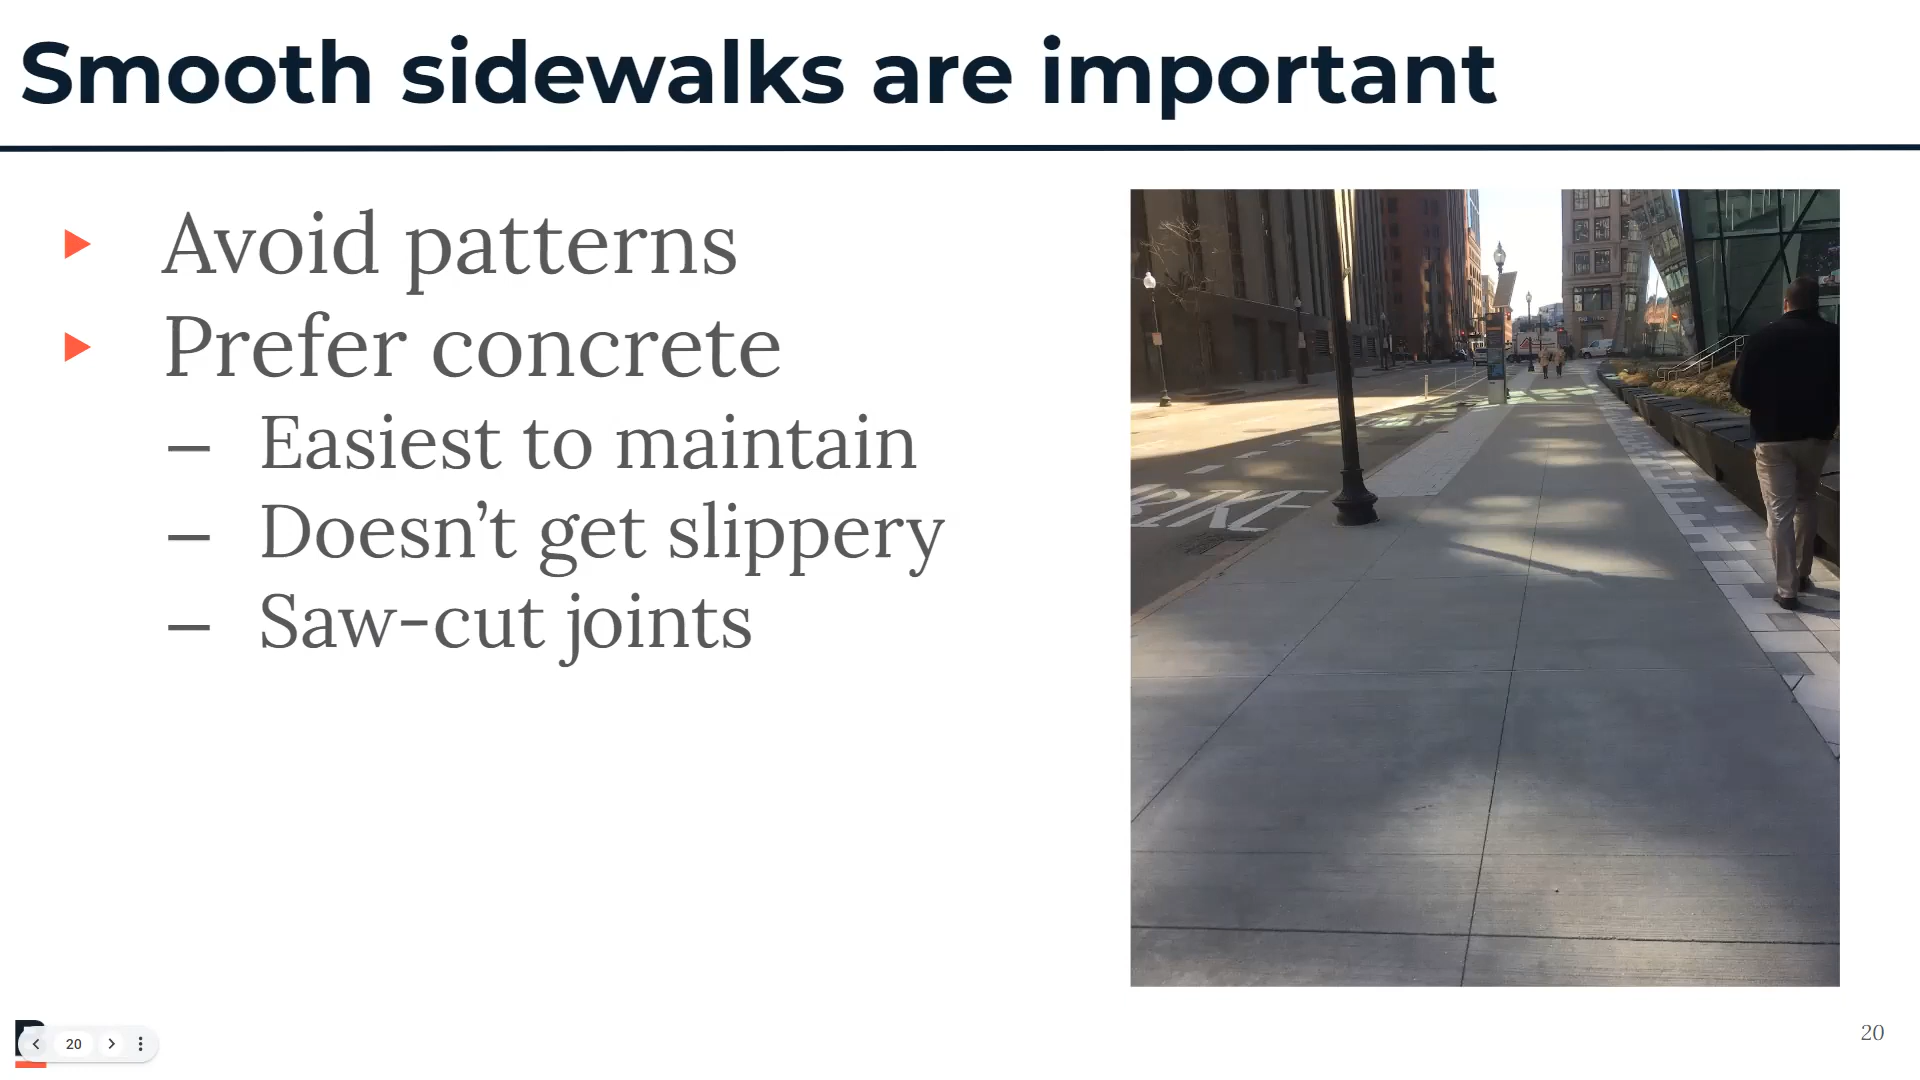 Smooth sidewalks are important
Avoid patterns
Prefer concrete
– Easiest to maintain
– Doesn’t get slippery
– Saw-cut joints
BIKE
20
20